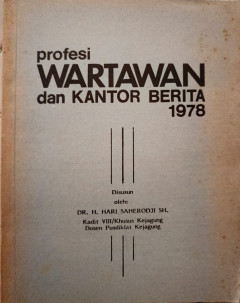 profesi
WARTAWAN
dan KANTOR BERITA
1978
Disusun
oleh:
DR. H. HARI SAHERODJI SH.
Kadit VIII/Khusus Kejagung
Dosen Pusdiklat Kejagung